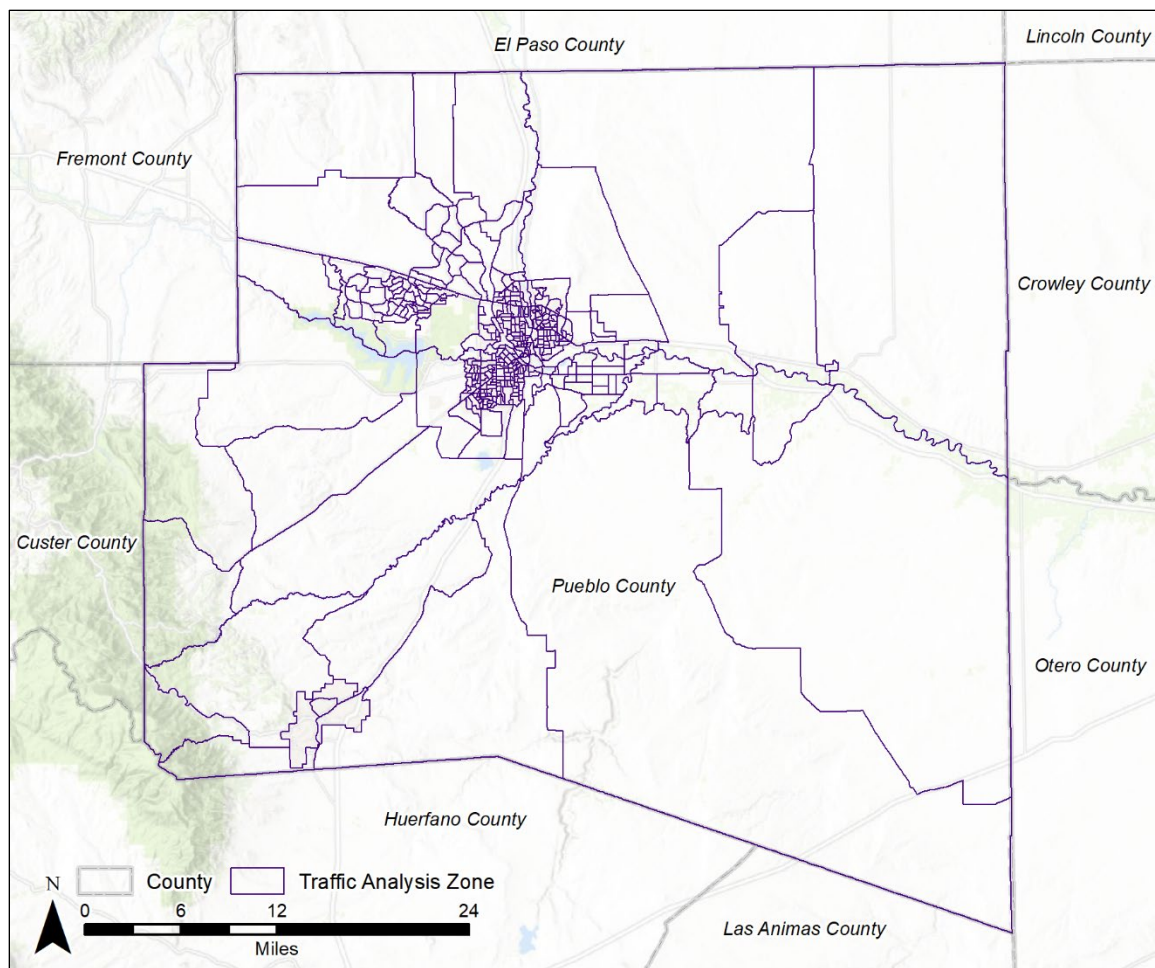 El Paso County
Lincoln County
Fremont County
Crowley County
Custer County
Pueblo County
Otero County
Huerfano County
Las Animas County
County
Traffic Analysis Zone
N
0 6 12 24
Miles